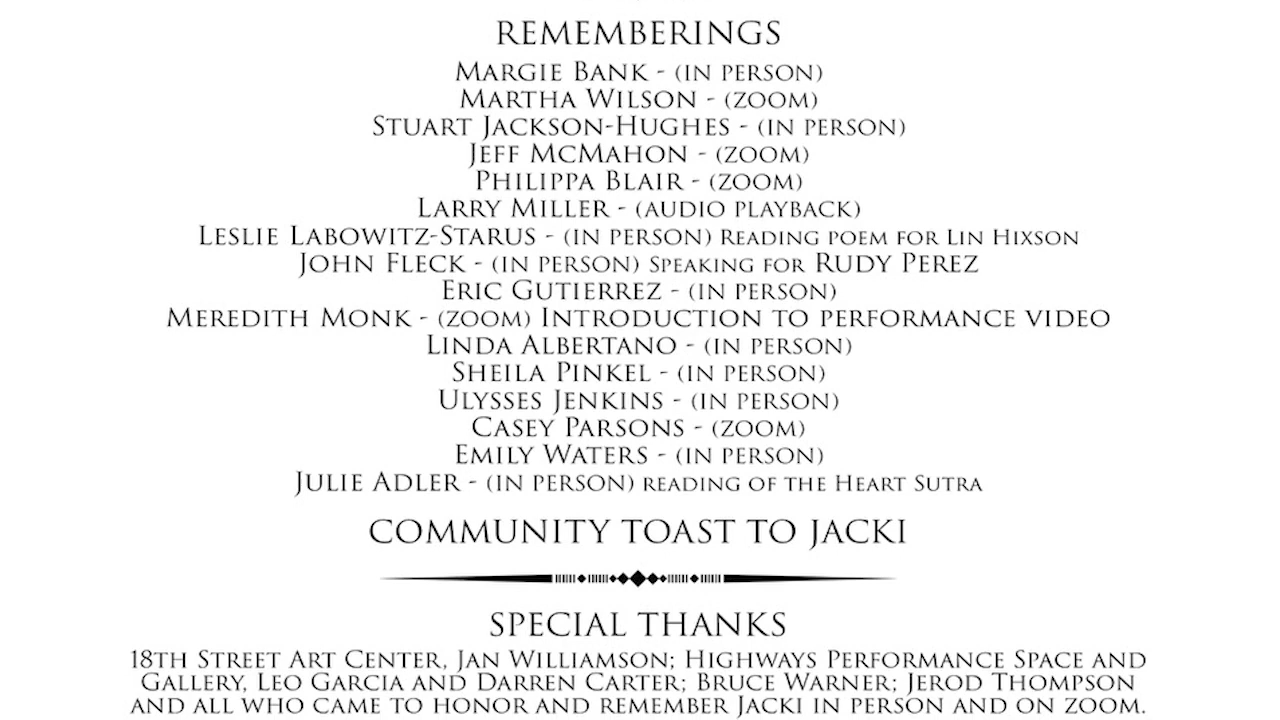 REMEMBERINGS
MARGIE BANK - (IN PERSON)
MARTHA WILSON - (ZOOM)
STUART JACKSON-HUGHES - (IN PERSON)
JEFF MCMAHON - (ZOOM)
PHILIPPA BLAIR - (ZOOM)
LARRY MILLER - (AUDIO PLAYBACK)
LESLIE LABOWITZ-STARUS - (IN PERSON) READING POEM FOR LIN HIXSON
JOHN FLECK - (IN PERSON) SPEAKING FOR RUDY PEREZ
ERIC GUTIERREZ - (IN PERSON)
MEREDITH MONK - (ZOOM) INTRODUCTION TO PERFORMANCE VIDEO
LINDA ALBERTANO - (IN PERSON)
SHEILA PINKEL - (IN PERSON)
ULYSSES JENKINS - (IN PERSON)
CASEY PARSONS - (ZOOM)
EMILY WATERS - (IN PERSON)
JULIE ADLER - (IN PERSON) READING OF THE HEART SUTRA
COMMUNITY TOAST TO JACKI
SPECIAL THANKS
18TH STREET ART CENTER, JAN WILLIAMSON; HIGHWAYS PERFORMANCE SPACE AND
GALLERY, LEO GARCIA AND DARREN CARTER; BRUCE WARNER; JEROD THOMPSON
AND ALL WHO CAME TO HONOR AND REMEMBER JACKI IN PERSON AND ON ZOOM.